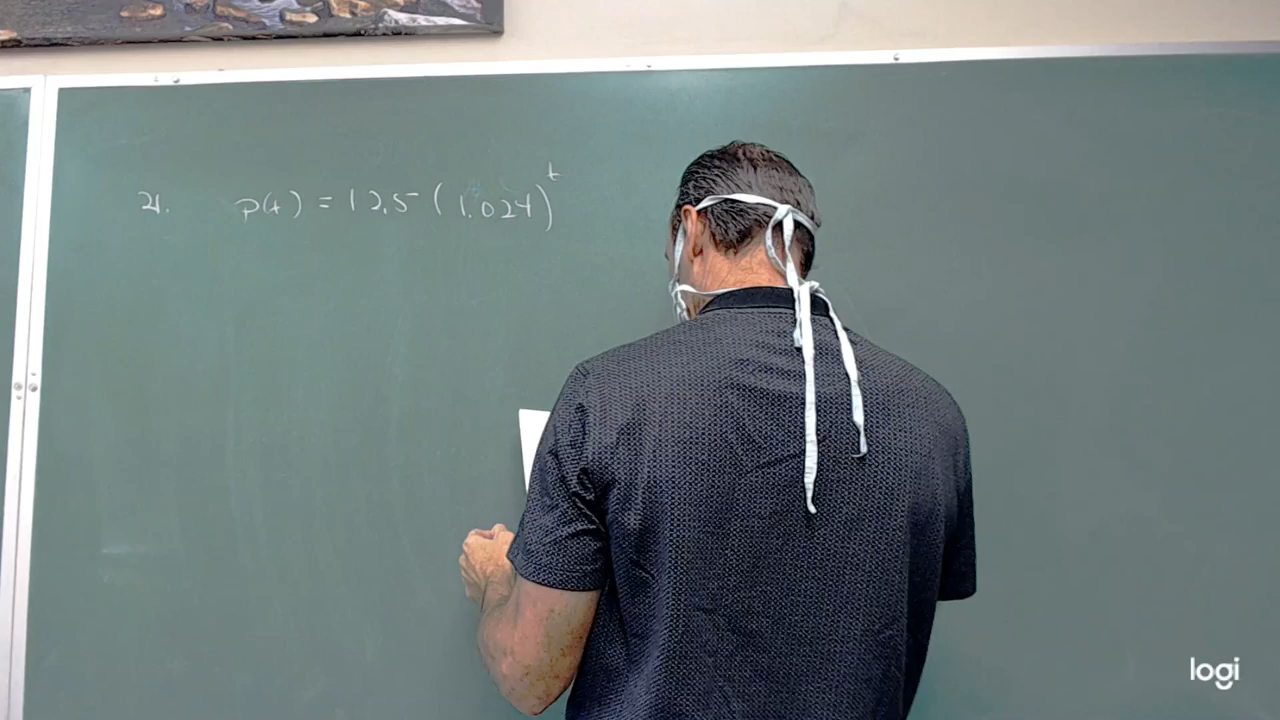 21. p(t) = 12.5 (1.024)^t
logi